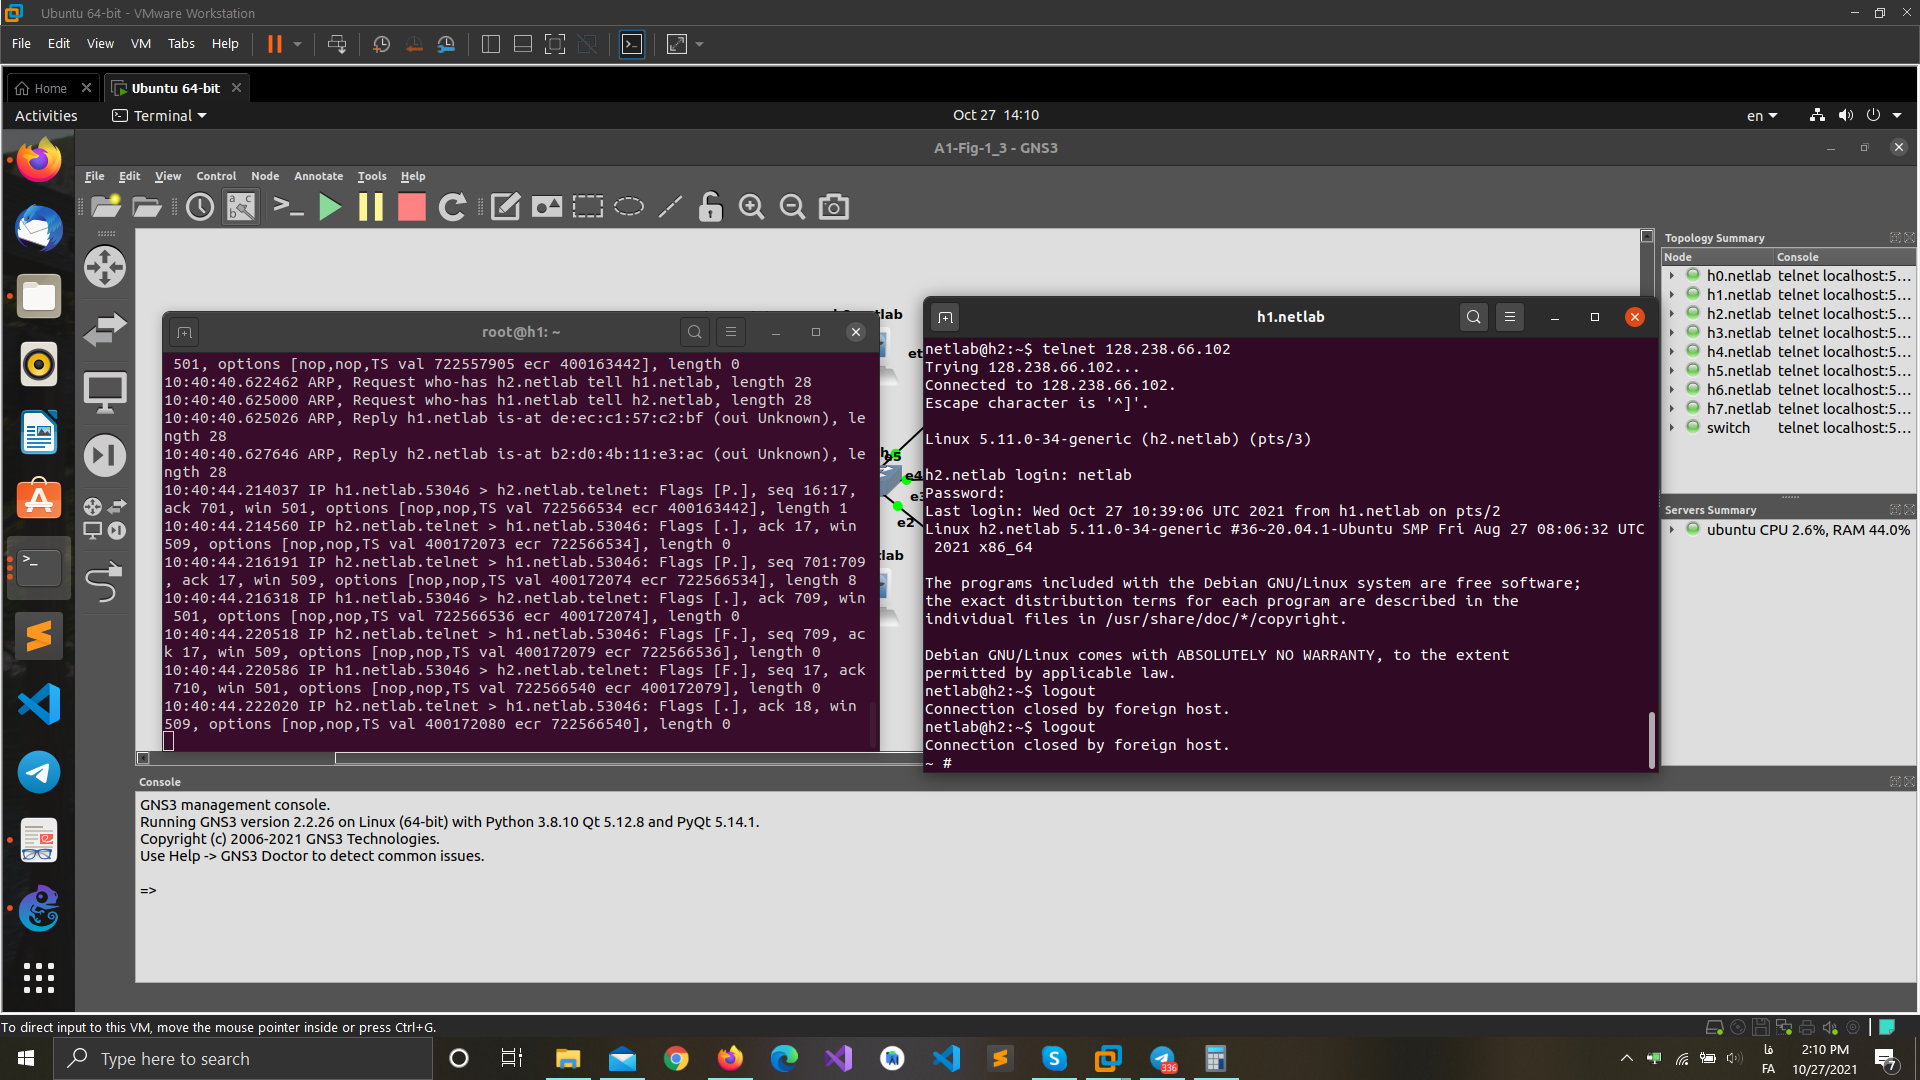 Ubuntu 64-bit - VMware Workstation
File Edit View VM Tabs Help
Home
Ubuntu 64-bit
Activities
Terminal
Oct 27 14:10
en
A1-Fig-1_3 - GNS3
File Edit View Control Node Annotate Tools Help
Topology Summary
Node Console
h0.netlab telnet localhost:5...
h1.netlab telnet localhost:5...
h2.netlab telnet localhost:5...
h3.netlab telnet localhost:5...
h4.netlab telnet localhost:5...
h5.netlab telnet localhost:5...
h6.netlab telnet localhost:5...
h7.netlab telnet localhost:5...
switch telnet localhost:5...
Servers Summary
ubuntu CPU 2.6%, RAM 44.0%
tlab
et
e5
e4
e3
e2
lab
root@h1: ~
501, options [nop,nop,TS val 722557905 ecr 400163442], length 0
10:40:40.622462 ARP, Request who-has h2.netlab tell h1.netlab, length 28
10:40:40.625000 ARP, Request who-has h1.netlab tell h2.netlab, length 28
10:40:40.625026 ARP, Reply h1.netlab is-at de:ec:c1:57:c2:bf (oui Unknown), le
ngth 28
10:40:40.627646 ARP, Reply h2.netlab is-at b2:d0:4b:11:e3:ac (oui Unknown), le
ngth 28
10:40:44.214037 IP h1.netlab.53046 > h2.netlab.telnet: Flags [P.], seq 16:17,
ack 701, win 501, options [nop,nop,TS val 722566534 ecr 400163442], length 1
10:40:44.214560 IP h2.netlab.telnet > h1.netlab.53046: Flags [.], ack 17, win
509, options [nop,nop,TS val 400172073 ecr 722566534], length 0
10:40:44.216191 IP h2.netlab.telnet > h1.netlab.53046: Flags [P.], seq 701:709
, ack 17, win 509, options [nop,nop,TS val 400172074 ecr 722566534], length 8
10:40:44.216318 IP h1.netlab.53046 > h2.netlab.telnet: Flags [.], ack 709, win
501, options [nop,nop,TS val 722566536 ecr 400172074], length 0
10:40:44.220518 IP h2.netlab.telnet > h1.netlab.53046: Flags [F.], seq 709, ac
k 17, win 509, options [nop,nop,TS val 400172079 ecr 722566536], length 0
10:40:44.220586 IP h1.netlab.53046 > h2.netlab.telnet: Flags [F.], seq 17, ack
710, win 501, options [nop,nop,TS val 722566540 ecr 400172079], length 0
10:40:44.222020 IP h2.netlab.telnet > h1.netlab.53046: Flags [.], ack 18, win
509, options [nop,nop,TS val 400172080 ecr 722566540], length 0
h1.netlab
netlab@h2:~$ telnet 128.238.66.102
Trying 128.238.66.102...
Connected to 128.238.66.102.
Escape character is '^]'.
Linux 5.11.0-34-generic (h2.netlab) (pts/3)
h2.netlab login: netlab
Password:
Last login: Wed Oct 27 10:39:06 UTC 2021 from h1.netlab on pts/2
Linux h2.netlab 5.11.0-34-generic #36~20.04.1-Ubuntu SMP Fri Aug 27 08:06:32 UTC
2021 x86_64
The programs included with the Debian GNU/Linux system are free software;
the exact distribution terms for each program are described in the
individual files in /usr/share/doc/*/copyright.
Debian GNU/Linux comes with ABSOLUTELY NO WARRANTY, to the extent
permitted by applicable law.
netlab@h2:~$ logout
Connection closed by foreign host.
netlab@h2:~$ logout
Connection closed by foreign host.
~ #
Console
GNS3 management console.
Running GNS3 version 2.2.26 on Linux (64-bit) with Python 3.8.10 Qt 5.12.8 and PyQt 5.14.1.
Copyright (c) 2006-2021 GNS3 Technologies.
Use Help -> GNS3 Doctor to detect common issues.
=>
To direct input to this VM, move the mouse pointer inside or press Ctrl+G.
Type here to search
336
فا
FA
2:10 PM
10/27/2021
7